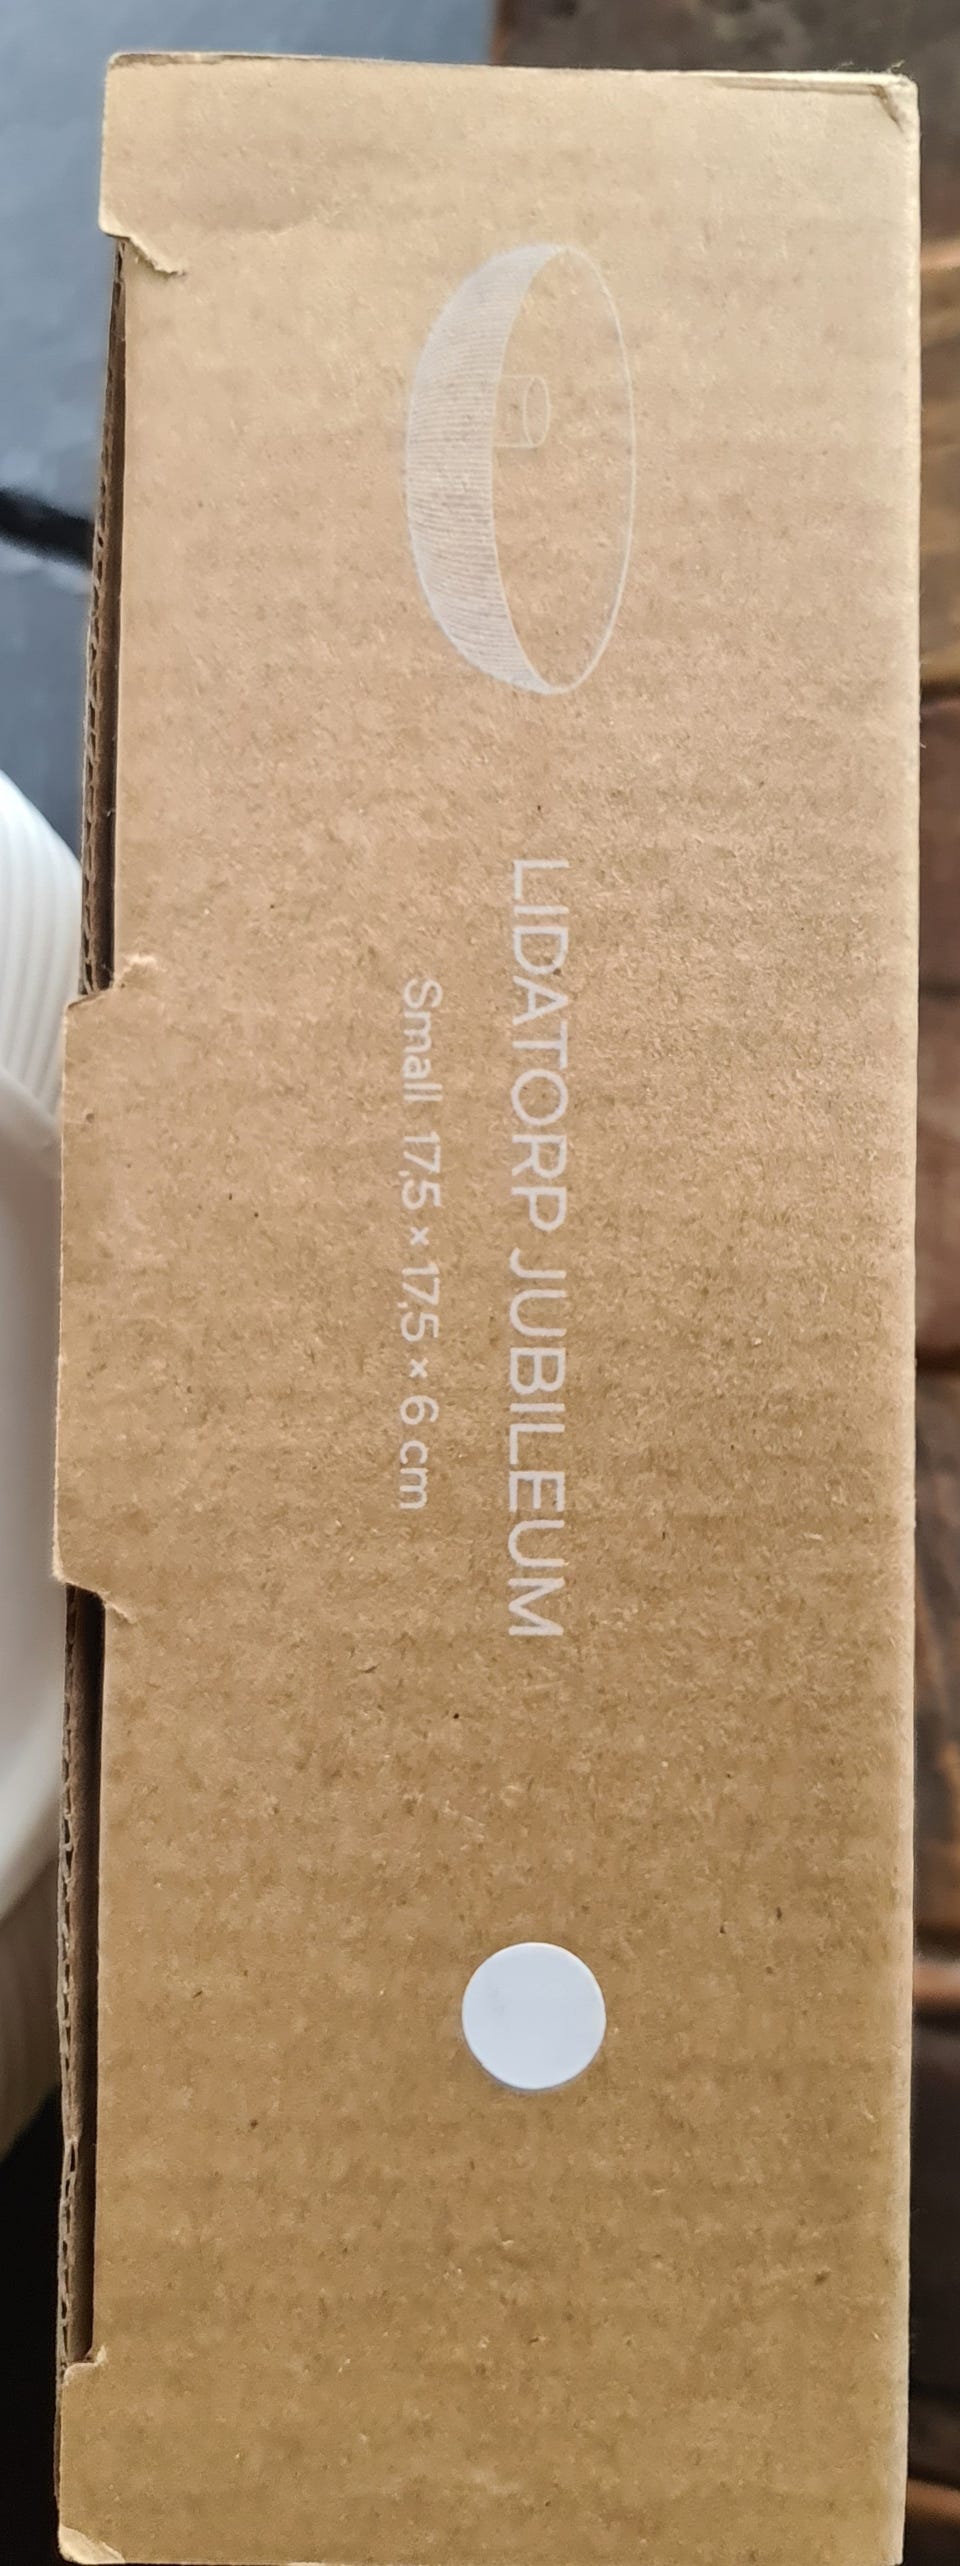 LIDATORP JUBILEUM
Small 17,5 × 17,5 × 6 cm